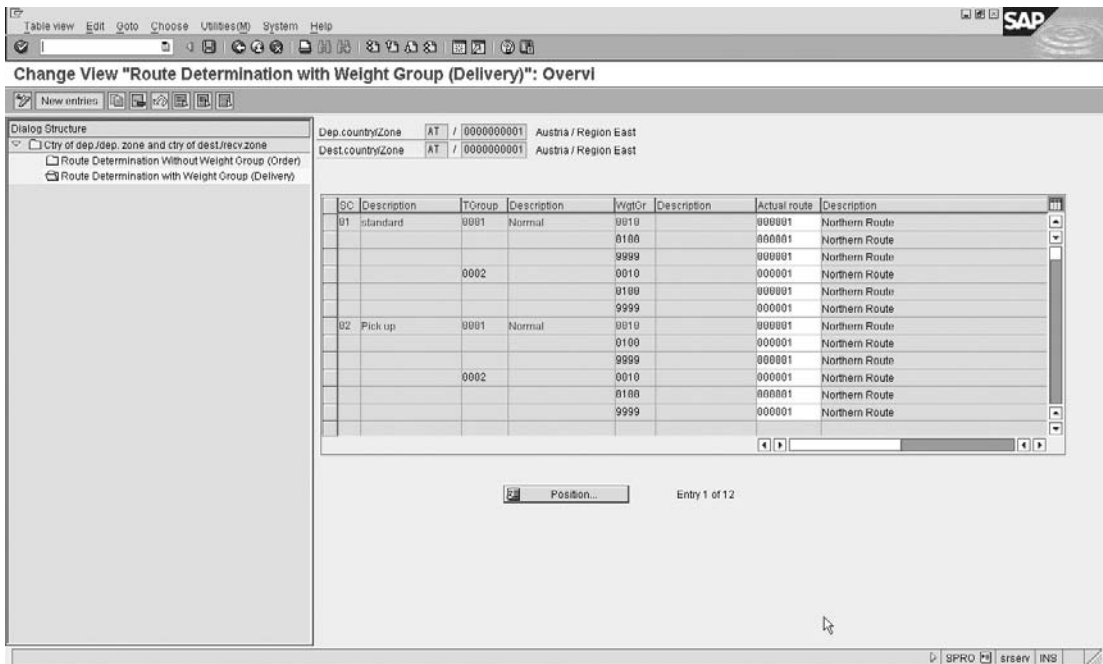 Table view Edit Goto Choose Utilities(M) System Help
SAP
Change View "Route Determination with Weight Group (Delivery)": Overvi
New entries
Dialog Structure
Ctry of dep./dep. zone and ctry of dest./recv.zone
Route Determination Without Weight Group (Order)
Route Determination with Weight Group (Delivery)
Dep.country/Zone AT / 0000000001 Austria / Region East
Dest.country/Zone AT / 0000000001 Austria / Region East
SC Description TGroup Description WgtGr Description Actual route Description
01 standard 0001 Normal 0010 000001 Northern Route
0100 000001 Northern Route
9999 000001 Northern Route
0002 0010 000001 Northern Route
0100 000001 Northern Route
9999 000001 Northern Route
02 Pick up 0001 Normal 0010 000001 Northern Route
0100 000001 Northern Route
9999 000001 Northern Route
0002 0010 000001 Northern Route
0100 000001 Northern Route
9999 000001 Northern Route
Position... Entry 1 of 12
SPRO srserv INS